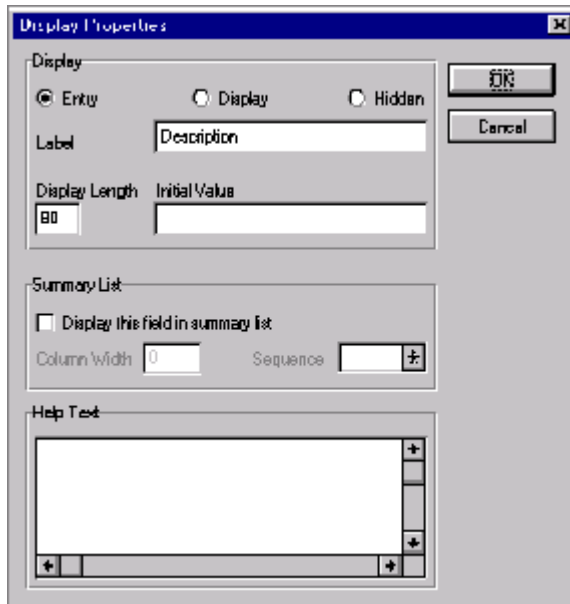 Display Properties
Display
OK
Entry
Display
Hidden
Cancel
Label
Description
Display Length
Initial Value
80
Summary List
Display this field in summary list
Column Width
0
Sequence
Help Text